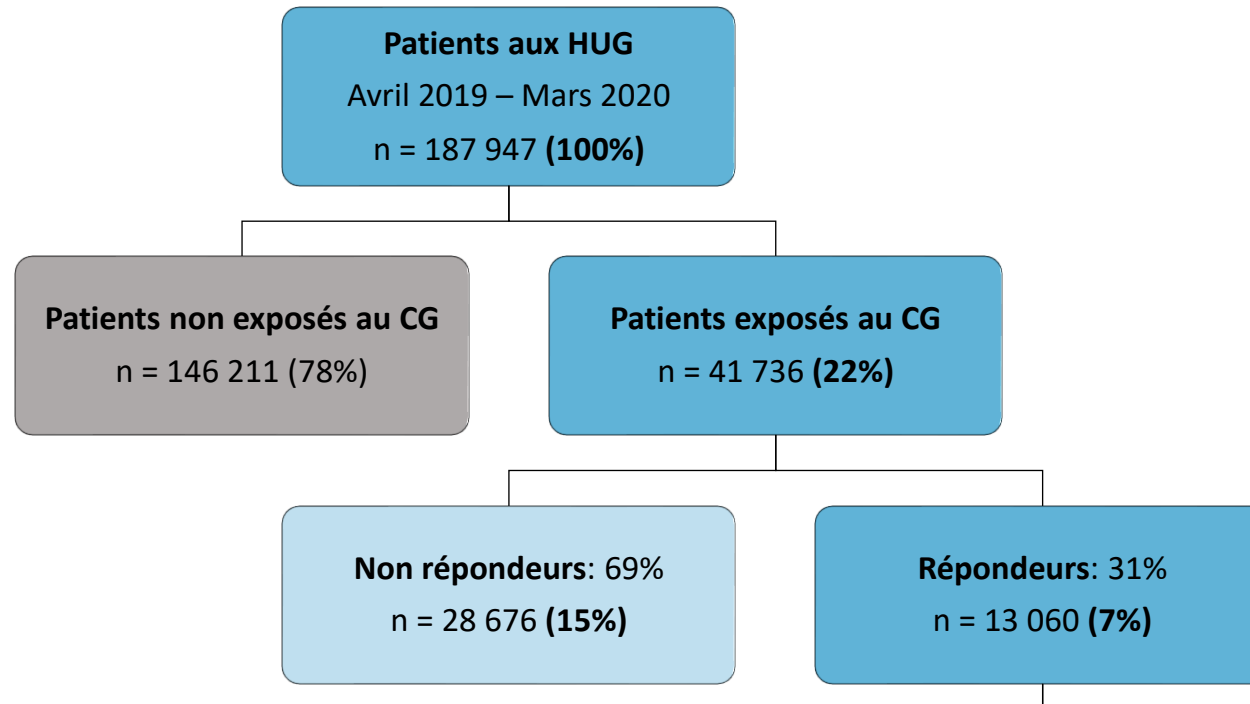 Patients aux HUG
Avril 2019 – Mars 2020
n = 187 947 (100%)
Patients non exposés au CG
n = 146 211 (78%)
Patients exposés au CG
n = 41 736 (22%)
Non répondeurs: 69%
n = 28 676 (15%)
Répondeurs: 31%
n = 13 060 (7%)